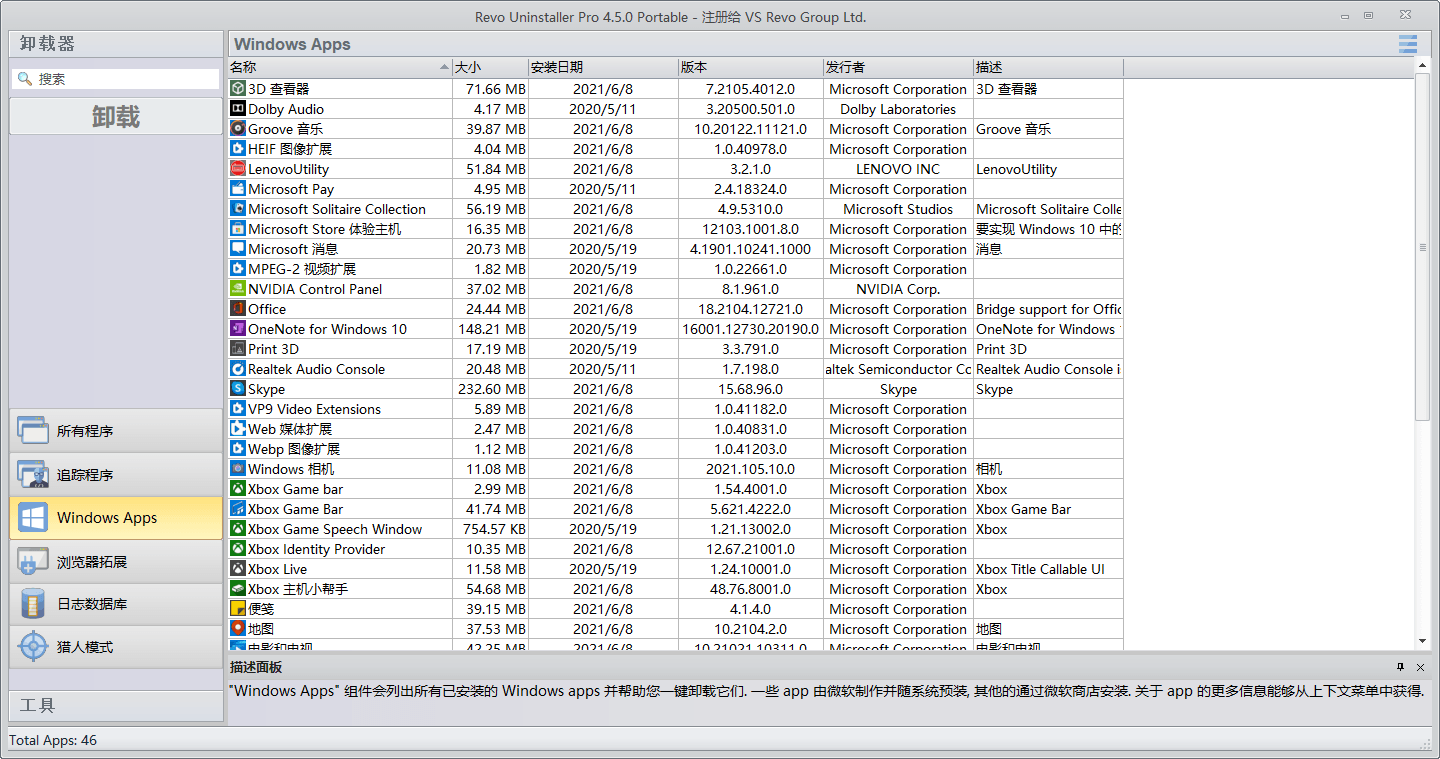 Revo Uninstaller Pro 4.5.0 Portable - 注册给 VS Revo Group Ltd.
卸载器
搜索
卸载
所有程序
追踪程序
Windows Apps
浏览器拓展
日志数据库
猎人模式
工具
Windows Apps
名称 大小 安装日期 版本 发行者 描述
3D 查看器 71.66 MB 2021/6/8 7.2105.4012.0 Microsoft Corporation 3D 查看器
Dolby Audio 4.17 MB 2020/5/11 3.20500.501.0 Dolby Laboratories
Groove 音乐 39.87 MB 2021/6/8 10.20122.11121.0 Microsoft Corporation Groove 音乐
HEIF 图像扩展 4.04 MB 2021/6/8 1.0.40978.0 Microsoft Corporation
LenovoUtility 51.84 MB 2021/6/8 3.2.1.0 LENOVO INC LenovoUtility
Microsoft Pay 4.95 MB 2020/5/11 2.4.18324.0 Microsoft Corporation
Microsoft Solitaire Collection 56.19 MB 2021/6/8 4.9.5310.0 Microsoft Studios Microsoft Solitaire Colle
Microsoft Store 体验主机 16.35 MB 2021/6/8 12103.1001.8.0 Microsoft Corporation 要实现 Windows 10 中的
Microsoft 消息 20.73 MB 2020/5/19 4.1901.10241.1000 Microsoft Corporation 消息
MPEG-2 视频扩展 1.82 MB 2020/5/19 1.0.22661.0 Microsoft Corporation
NVIDIA Control Panel 37.02 MB 2021/6/8 8.1.961.0 NVIDIA Corp.
Office 24.44 MB 2021/6/8 18.2104.12721.0 Microsoft Corporation Bridge support for Offic
OneNote for Windows 10 148.21 MB 2020/5/19 16001.12730.20190.0 Microsoft Corporation OneNote for Windows
Print 3D 17.19 MB 2020/5/19 3.3.791.0 Microsoft Corporation Print 3D
Realtek Audio Console 20.48 MB 2020/5/11 1.7.198.0 altek Semiconductor Co Realtek Audio Console i
Skype 232.60 MB 2021/6/8 15.68.96.0 Skype Skype
VP9 Video Extensions 5.89 MB 2021/6/8 1.0.41182.0 Microsoft Corporation
Web 媒体扩展 2.47 MB 2021/6/8 1.0.40831.0 Microsoft Corporation
Webp 图像扩展 1.12 MB 2021/6/8 1.0.41203.0 Microsoft Corporation
Windows 相机 11.08 MB 2021/6/8 2021.105.10.0 Microsoft Corporation 相机
Xbox Game bar 2.99 MB 2021/6/8 1.54.4001.0 Microsoft Corporation Xbox
Xbox Game Bar 41.74 MB 2021/6/8 5.621.4222.0 Microsoft Corporation Xbox Game Bar
Xbox Game Speech Window 754.57 KB 2020/5/19 1.21.13002.0 Microsoft Corporation Xbox
Xbox Identity Provider 10.35 MB 2021/6/8 12.67.21001.0 Microsoft Corporation
Xbox Live 11.58 MB 2020/5/19 1.24.10001.0 Microsoft Corporation Xbox Title Callable UI
Xbox 主机小帮手 54.68 MB 2021/6/8 48.76.8001.0 Microsoft Corporation Xbox
便笺 39.15 MB 2021/6/8 4.1.4.0 Microsoft Corporation
地图 37.53 MB 2021/6/8 10.2104.2.0 Microsoft Corporation 地图
电影和电视 42.25 MB 2021/6/8 10.21021.10311.0 Microsoft Corporation 电影和电视
描述面板
"Windows Apps" 组件会列出所有已安装的 Windows apps 并帮助您一键卸载它们. 一些 app 由微软制作并随系统预装, 其他的通过微软商店安装. 关于 app 的更多信息能够从上下文菜单中获得.
Total Apps: 46